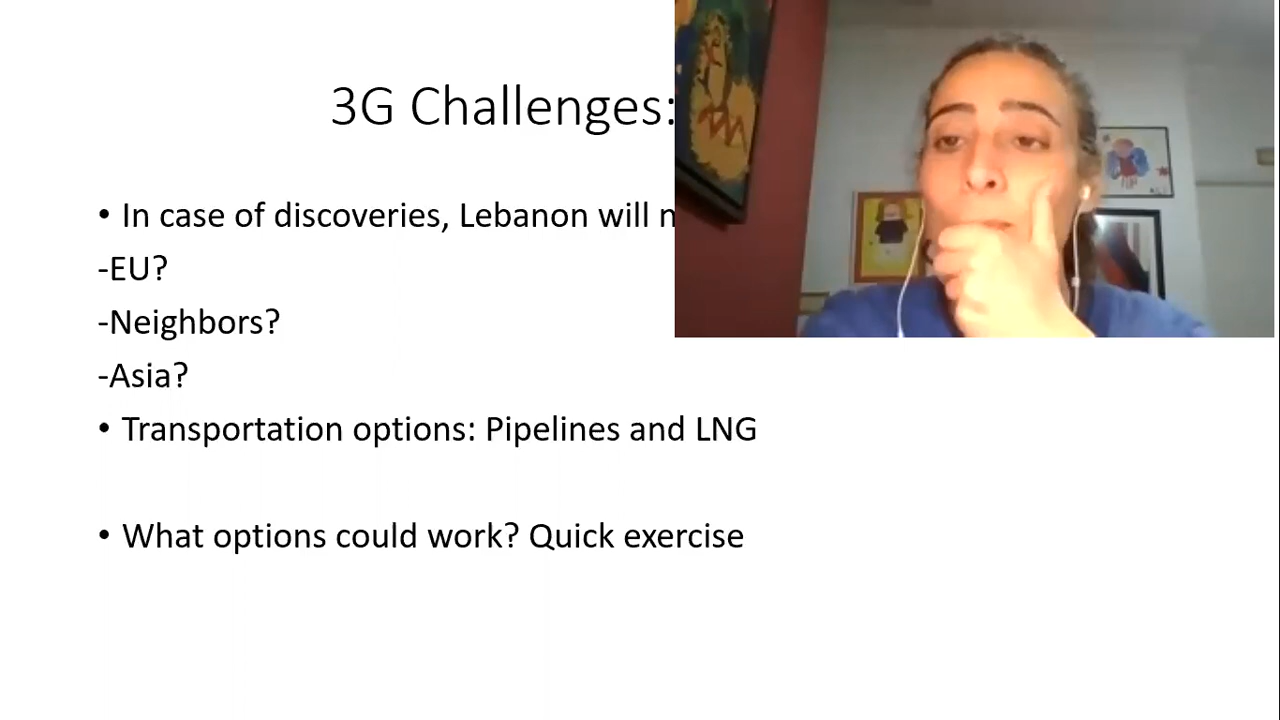 3G Challenges:
• In case of discoveries, Lebanon will
-EU?
-Neighbors?
-Asia?
• Transportation options: Pipelines and LNG
• What options could work? Quick exercise